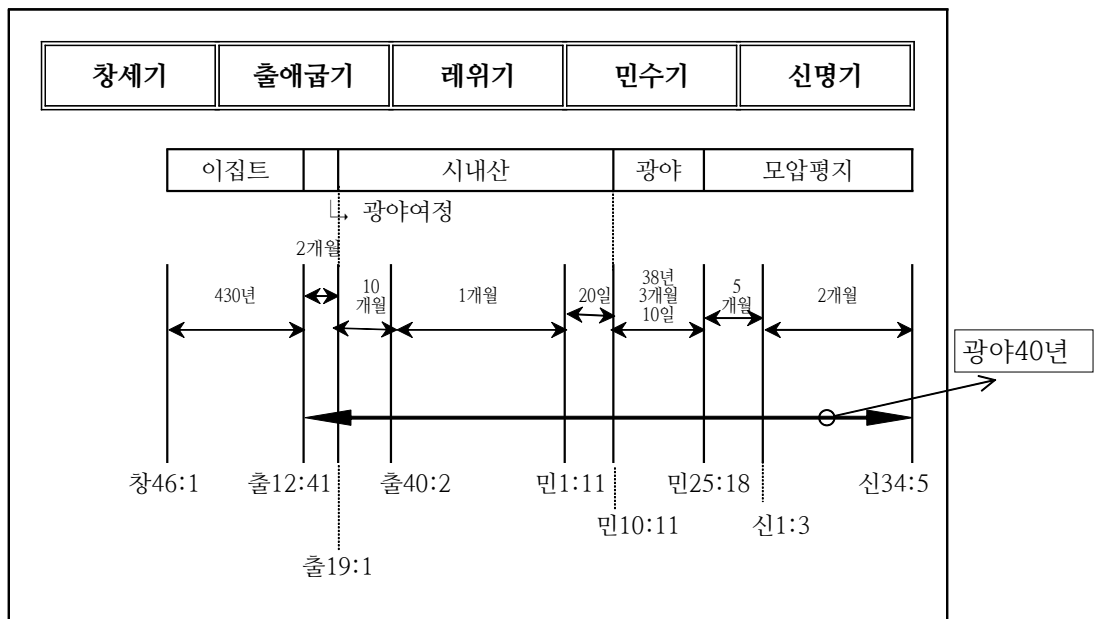 창세기 출애굽기 레위기 민수기 신명기
이집트 시내산 광야 모압평지
광야여정
2개월
430년
10
개월
1개월
20일
38년
3개월
10일
5
개월
2개월
광야40년
창46:1 출12:41 출40:2 민1:11 민25:18 신34:5
민10:11 신1:3
출19:1